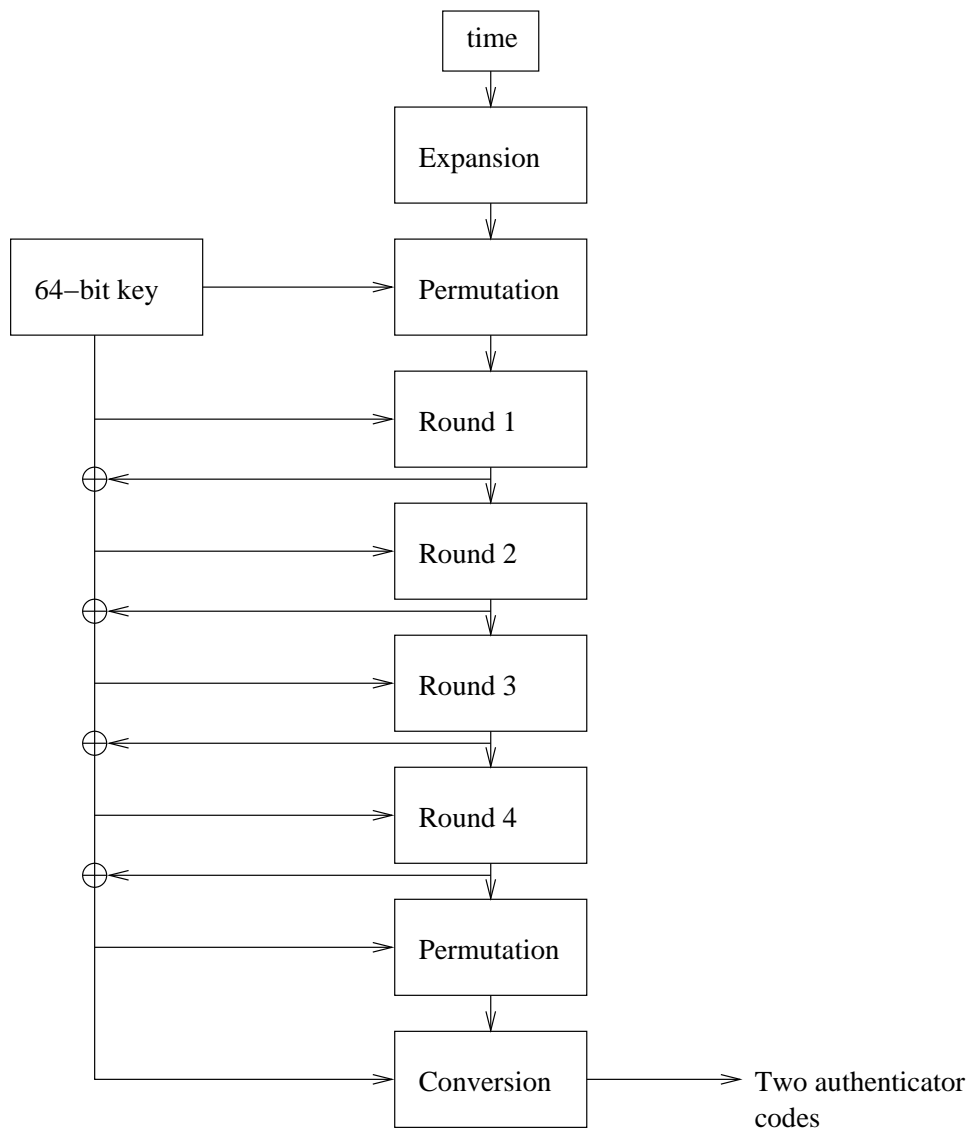 time
Expansion
64−bit key
Permutation
Round 1
Round 2
Round 3
Round 4
Permutation
Conversion
Two authenticator
codes